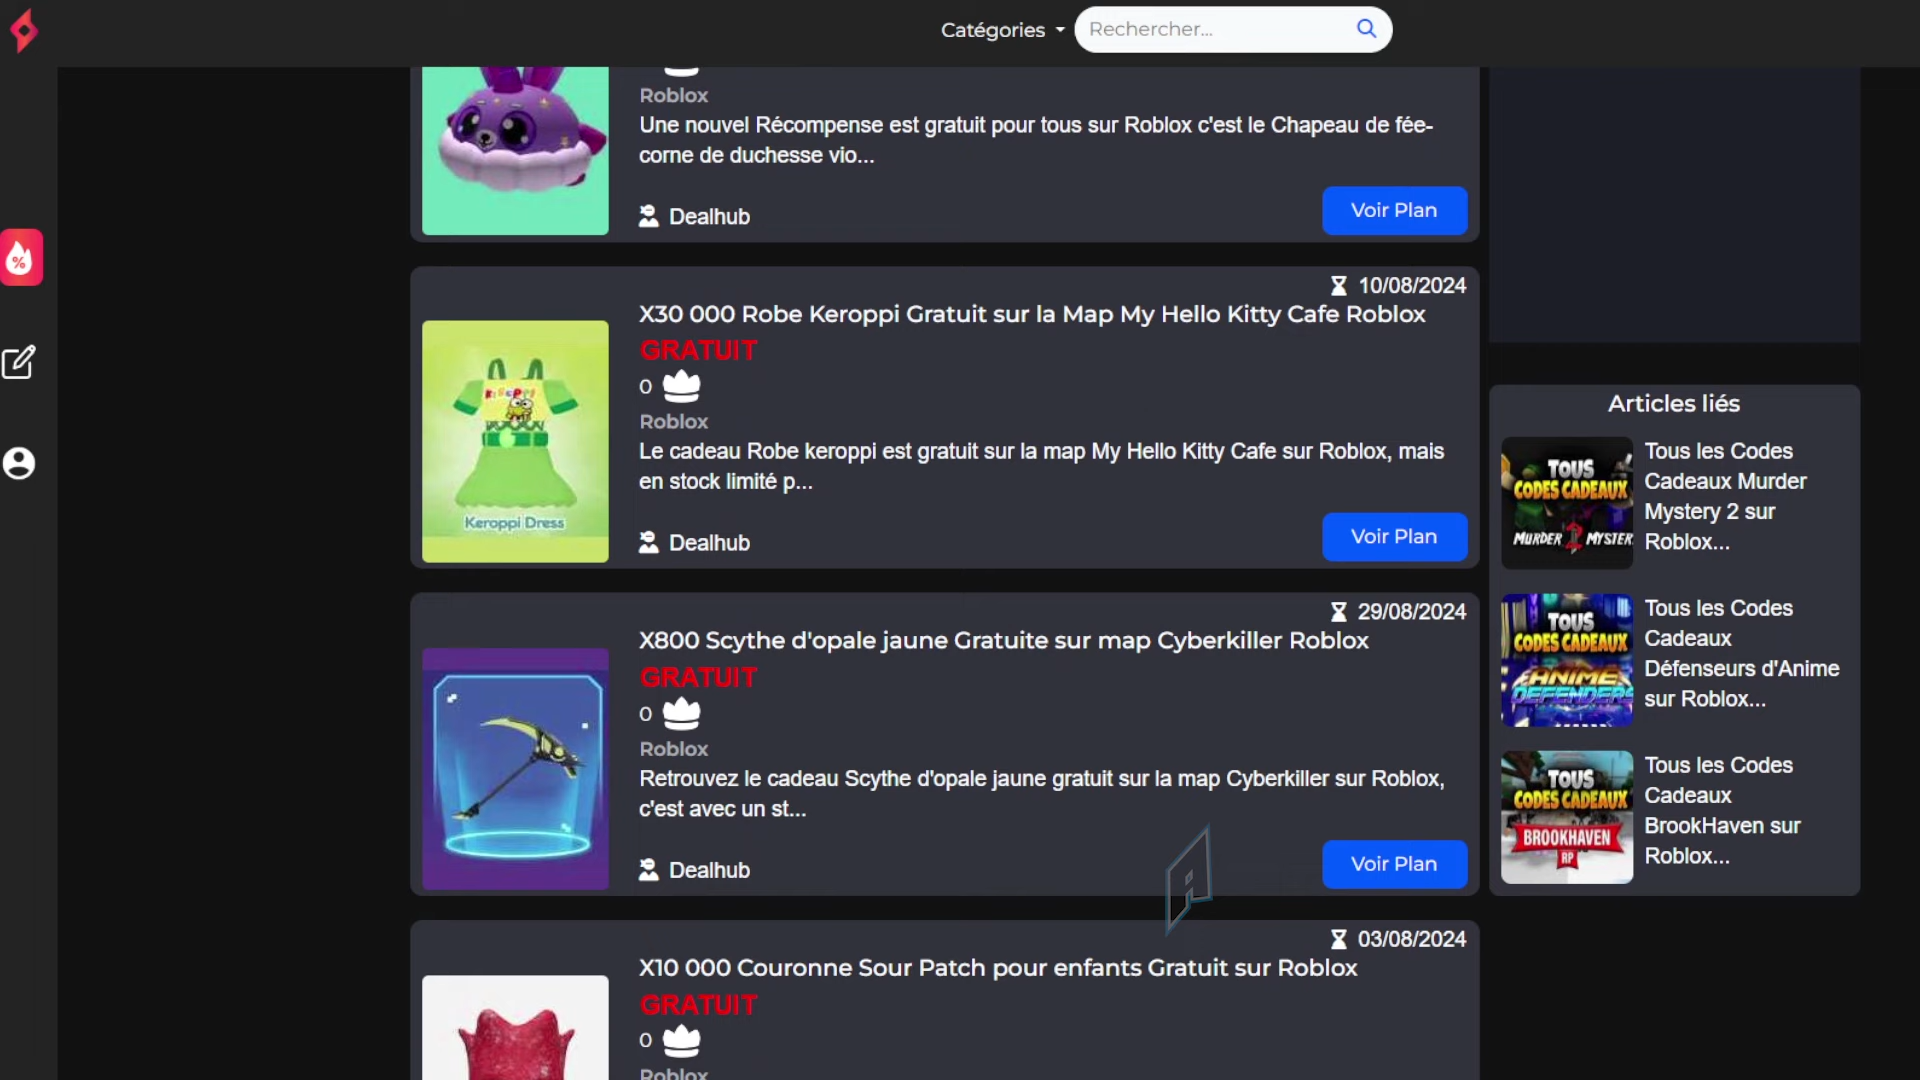 Catégories
Rechercher...
Roblox
Une nouvel Récompense est gratuit pour tous sur Roblox c'est le Chapeau de fée-
corne de duchesse vio...
Dealhub
Voir Plan
10/08/2024
X30 000 Robe Keroppi Gratuit sur la Map My Hello Kitty Cafe Roblox
GRATUIT
0
Roblox
Le cadeau Robe keroppi est gratuit sur la map My Hello Kitty Cafe sur Roblox, mais
en stock limité p...
Keroppi Dress
Dealhub
Voir Plan
29/08/2024
X800 Scythe d'opale jaune Gratuite sur map Cyberkiller Roblox
GRATUIT
0
Roblox
Retrouvez le cadeau Scythe d'opale jaune gratuit sur la map Cyberkiller sur Roblox,
c'est avec un st...
Dealhub
Voir Plan
03/08/2024
X10 000 Couronne Sour Patch pour enfants Gratuit sur Roblox
GRATUIT
0
Roblox
Articles liés
TOUS
CODES CADEAUX
MURDER 2 MYSTER
Tous les Codes
Cadeaux Murder
Mystery 2 sur
Roblox...
TOUS
CODES CADEAUX
ANIME
DEFENDERS
Tous les Codes
Cadeaux
Défenseurs d'Anime
sur Roblox...
TOUS
CODES CADEAUX
BROOKHAVEN
RP
Tous les Codes
Cadeaux
BrookHaven sur
Roblox...